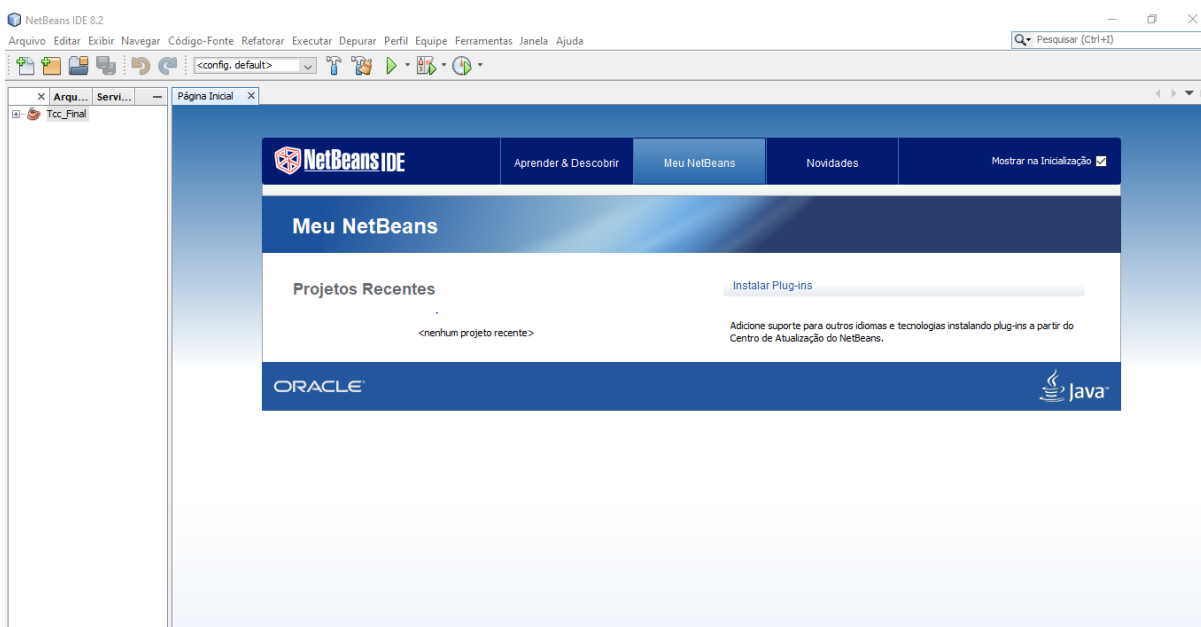 NetBeans IDE 8.2
Arquivo Editar Exibir Navegar Código-Fonte Refatorar Executar Depurar Perfil Equipe Ferramentas Janela Ajuda
Pesquisar (Ctrl+I)
<config. default>
Arqu... Servi...
Página Inicial
Tcc_Final
NetBeans IDE
Aprender & Descobrir
Meu NetBeans
Novidades
Mostrar na Inicialização
Meu NetBeans
Projetos Recentes
<nenhum projeto recente>
Instalar Plug-ins
Adicione suporte para outros idiomas e tecnologias instalando plug-ins a partir do
Centro de Atualização do NetBeans.
ORACLE
Java